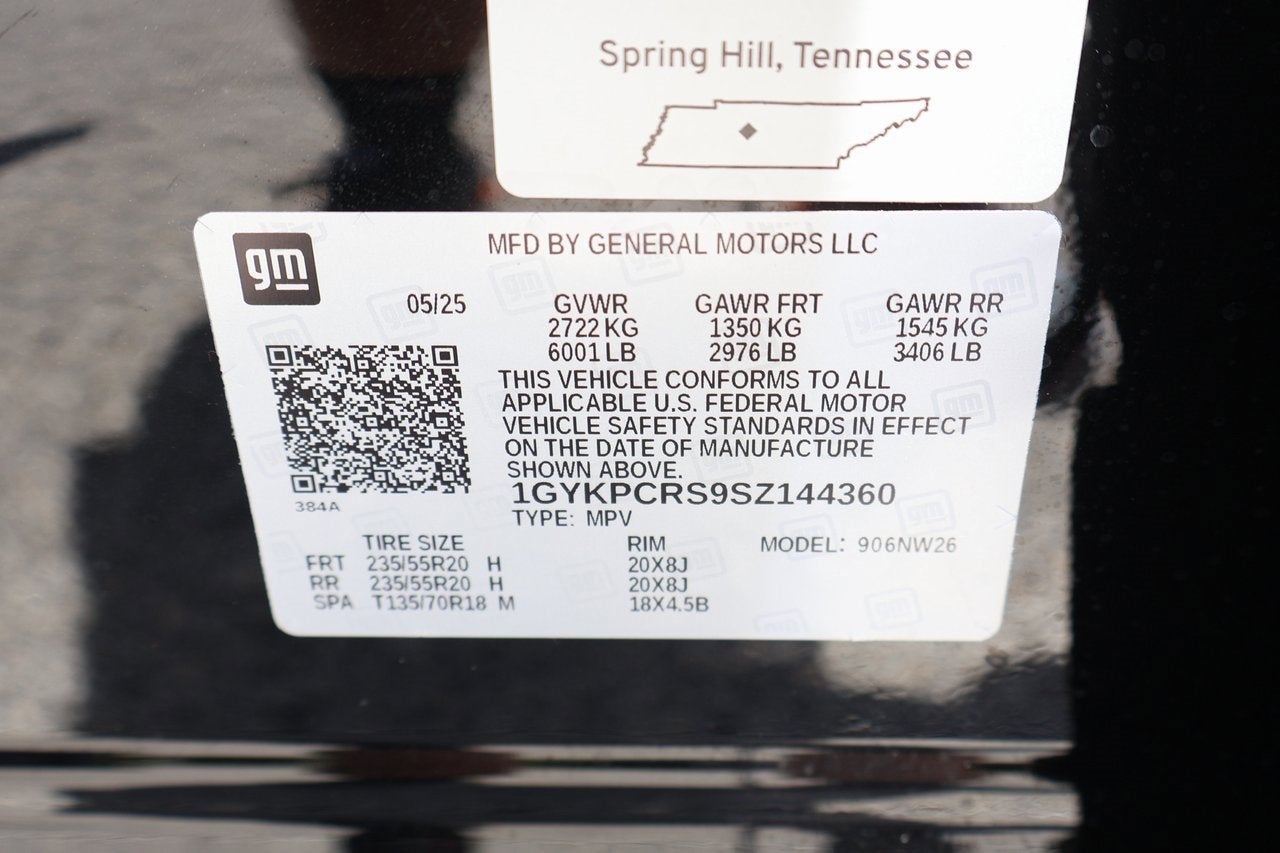 Spring Hill, Tennessee
gm
MFD BY GENERAL MOTORS LLC
05/25 GVWR GAWR FRT GAWR RR
2722 KG 1350 KG 1545 KG
6001 LB 2976 LB 3406 LB
THIS VEHICLE CONFORMS TO ALL
APPLICABLE U.S. FEDERAL MOTOR
VEHICLE SAFETY STANDARDS IN EFFECT
ON THE DATE OF MANUFACTURE
SHOWN ABOVE.
1GYKPCRS9SZ144360
384A
TYPE: MPV
TIRE SIZE RIM MODEL: 906NW26
FRT 235/55R20 H 20X8J
RR 235/55R20 H 20X8J
SPA T135/70R18 M 18X4.5B